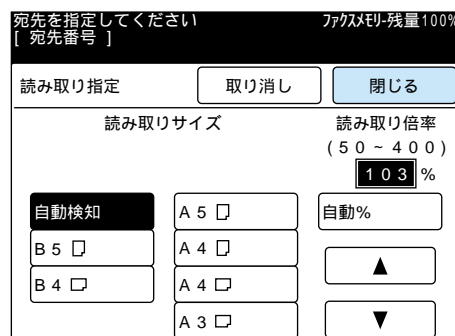 宛先を指定してください ファクスメモリ-残量100%
[ 宛先番号 ]
読み取り指定 取り消し 閉じる
読み取りサイズ 読み取り倍率
(50~400)
103 %
自動検知 A5 自動%
B5 A4
B4 A4
A3